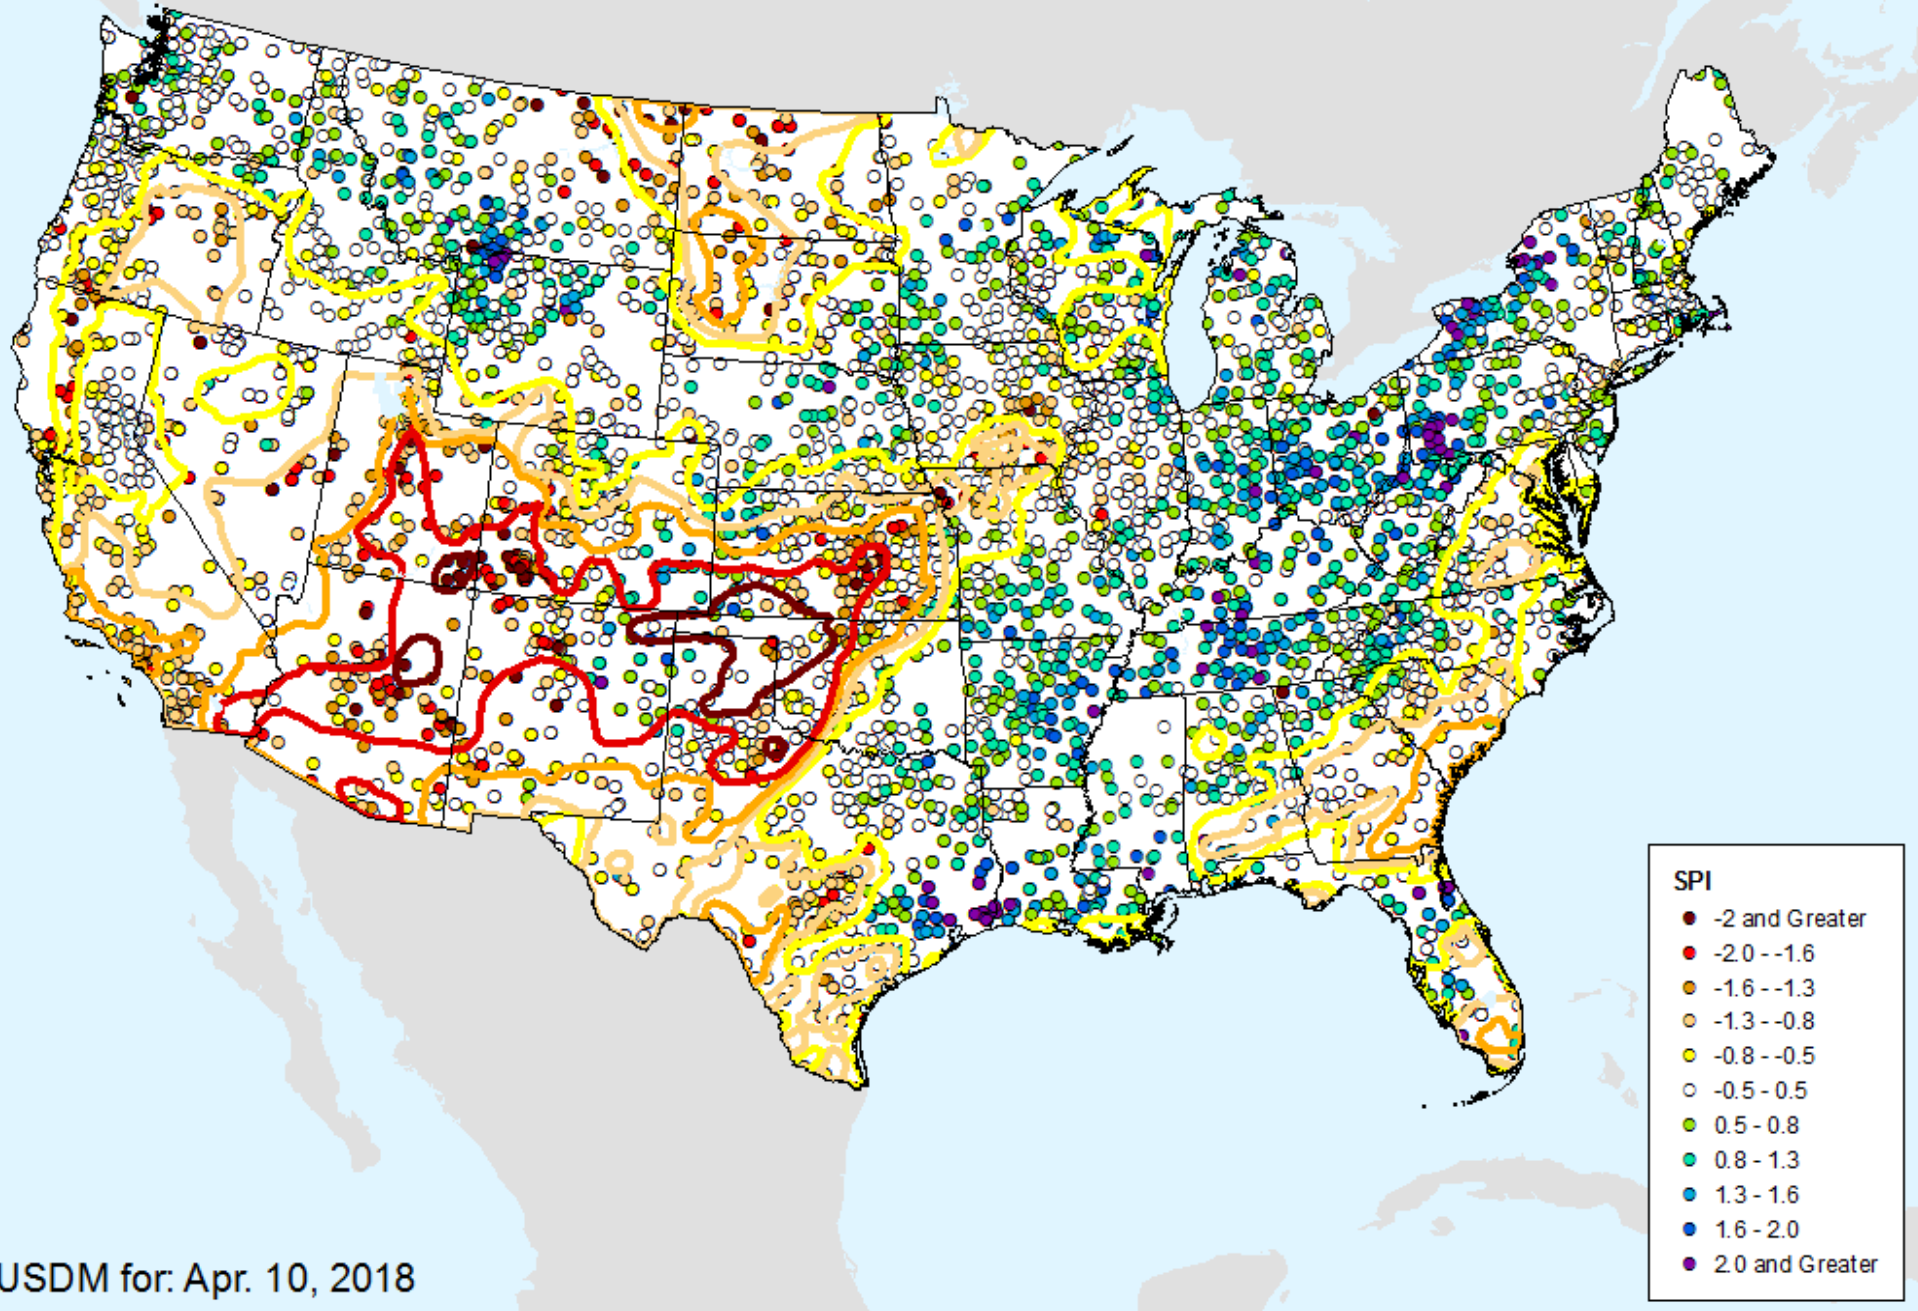 SPI
-2 and Greater
-2.0 - -1.6
-1.6 - -1.3
-1.3 - -0.8
-0.8 - -0.5
-0.5 - 0.5
0.5 - 0.8
0.8 - 1.3
1.3 - 1.6
1.6 - 2.0
2.0 and Greater
USDM for: Apr. 10, 2018